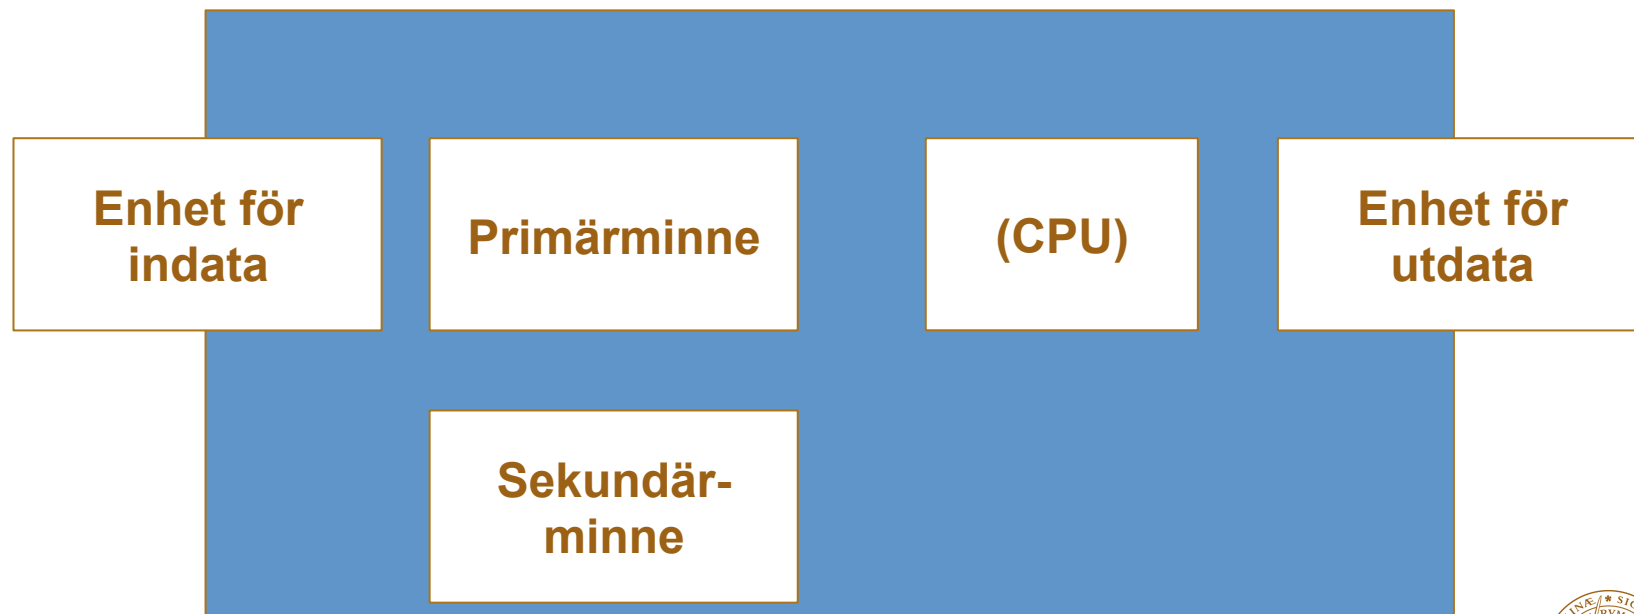 Enhet för
indata
Primärminne
(CPU)
Enhet för
utdata
Sekundär-
minne